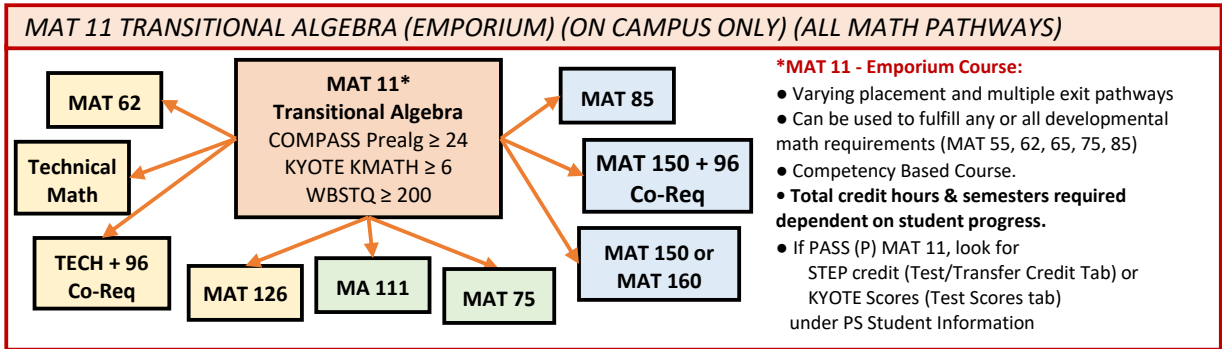 MAT 11 TRANSITIONAL ALGEBRA (EMPORIUM) (ON CAMPUS ONLY) (ALL MATH PATHWAYS)
MAT 62
Technical
Math
TECH + 96
Co-Req
MAT 11*
Transitional Algebra
COMPASS Prealg ≥ 24
KYOTE KMATH ≥ 6
WBSTQ ≥ 200
MAT 126
MA 111
MAT 75
MAT 85
MAT 150 + 96
Co-Req
MAT 150 or
MAT 160
*MAT 11 - Emporium Course:
● Varying placement and multiple exit pathways
● Can be used to fulfill any or all developmental
math requirements (MAT 55, 62, 65, 75, 85)
● Competency Based Course.
• Total credit hours & semesters required
dependent on student progress.
● If PASS (P) MAT 11, look for
STEP credit (Test/Transfer Credit Tab) or
KYOTE Scores (Test Scores tab)
under PS Student Information